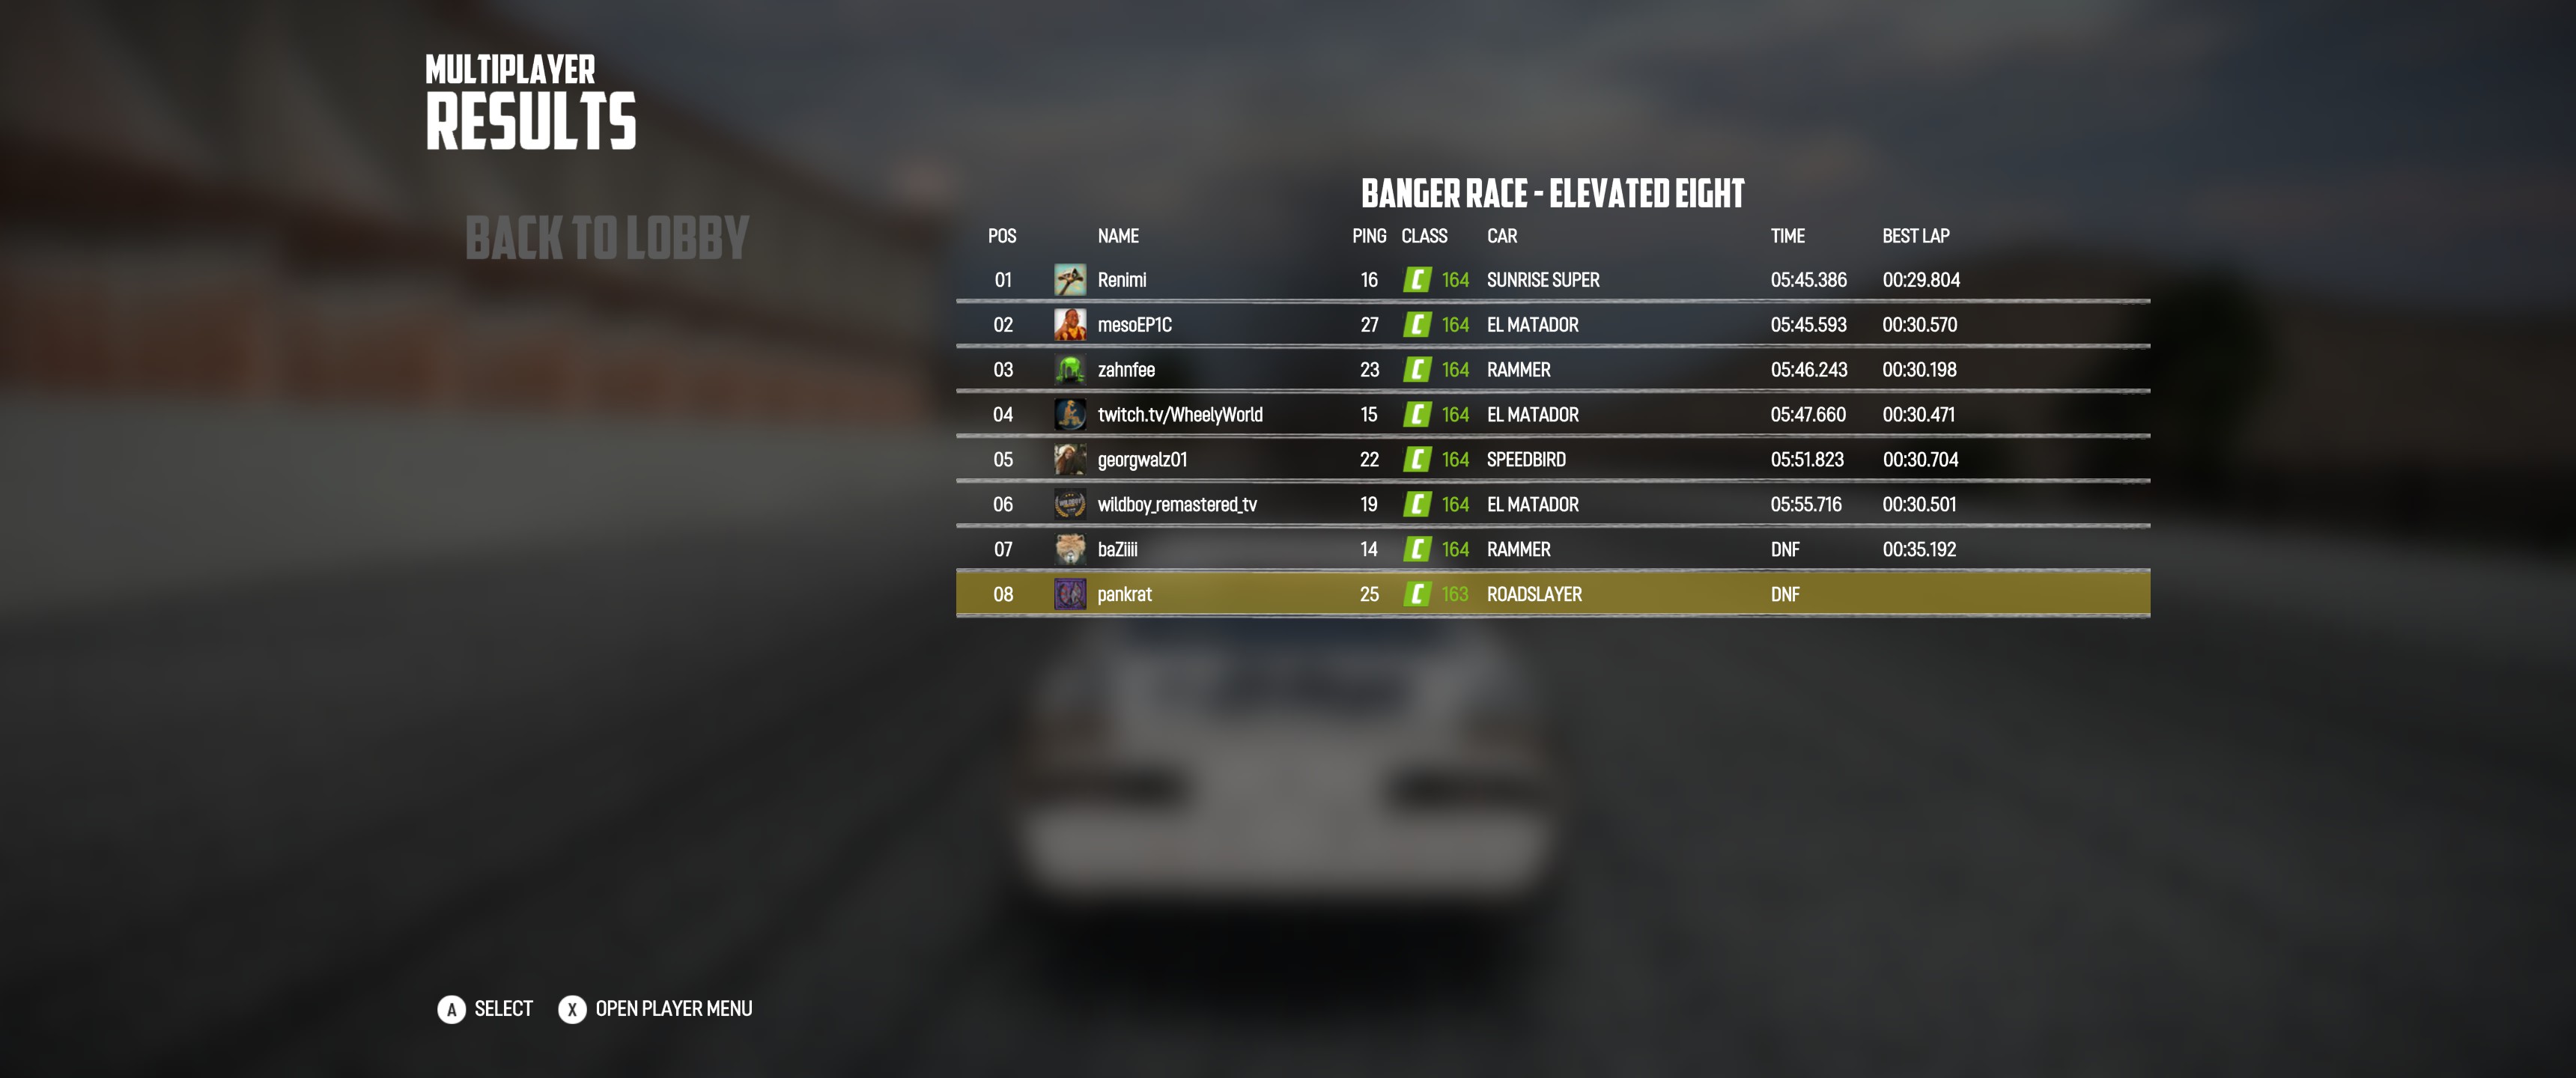 MULTIPLAYER
RESULTS
BACK TO LOBBY
BANGER RACE - ELEVATED EIGHT
POS NAME PING CLASS CAR TIME BEST LAP
01 Renimi 16 C 164 SUNRISE SUPER 05:45.386 00:29.804
02 mesoEP1C 27 C 164 EL MATADOR 05:45.593 00:30.570
03 zahnfee 23 C 164 RAMMER 05:46.243 00:30.198
04 twitch.tv/WheelyWorld 15 C 164 EL MATADOR 05:47.660 00:30.471
05 georgwalz01 22 C 164 SPEEDBIRD 05:51.823 00:30.704
06 wildboy_remastered_tv 19 C 164 EL MATADOR 05:55.716 00:30.501
07 baZiiii 14 C 164 RAMMER DNF 00:35.192
08 pankrat 25 C 163 ROADSLAYER DNF
A SELECT X OPEN PLAYER MENU